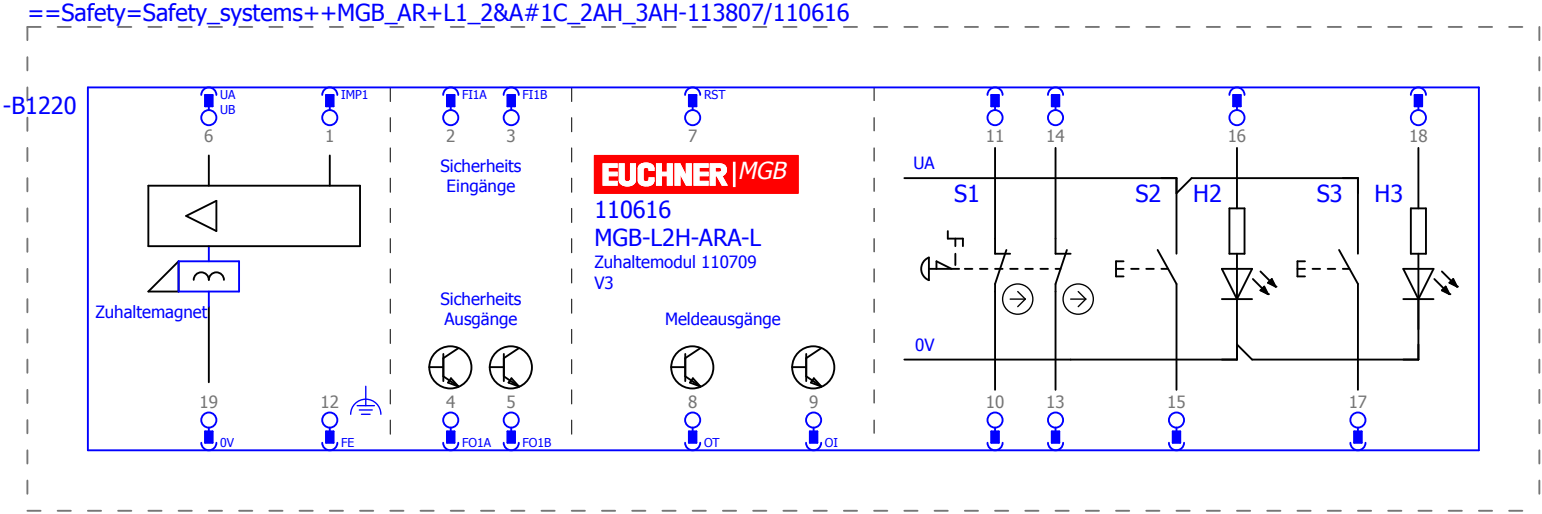 ==Safety=Safety_systems++MGB_AR+L1_2&A#1C_2AH_3AH-113807/110616
-B1220
UA
UB
IMP1
FI1A
FI1B
RST
6
1
2
3
7
11
14
16
18
Sicherheits
Eingänge
EUCHNER|MGB
110616
MGB-L2H-ARA-L
Zuhaltemodul 110709
V3
UA
S1
S2
H2
S3
H3
E
E
Zuhaltemagnet
Sicherheits
Ausgänge
Meldeausgänge
0V
19
12
4
5
8
9
10
13
15
17
0V
FE
FO1A
FO1B
OT
OI